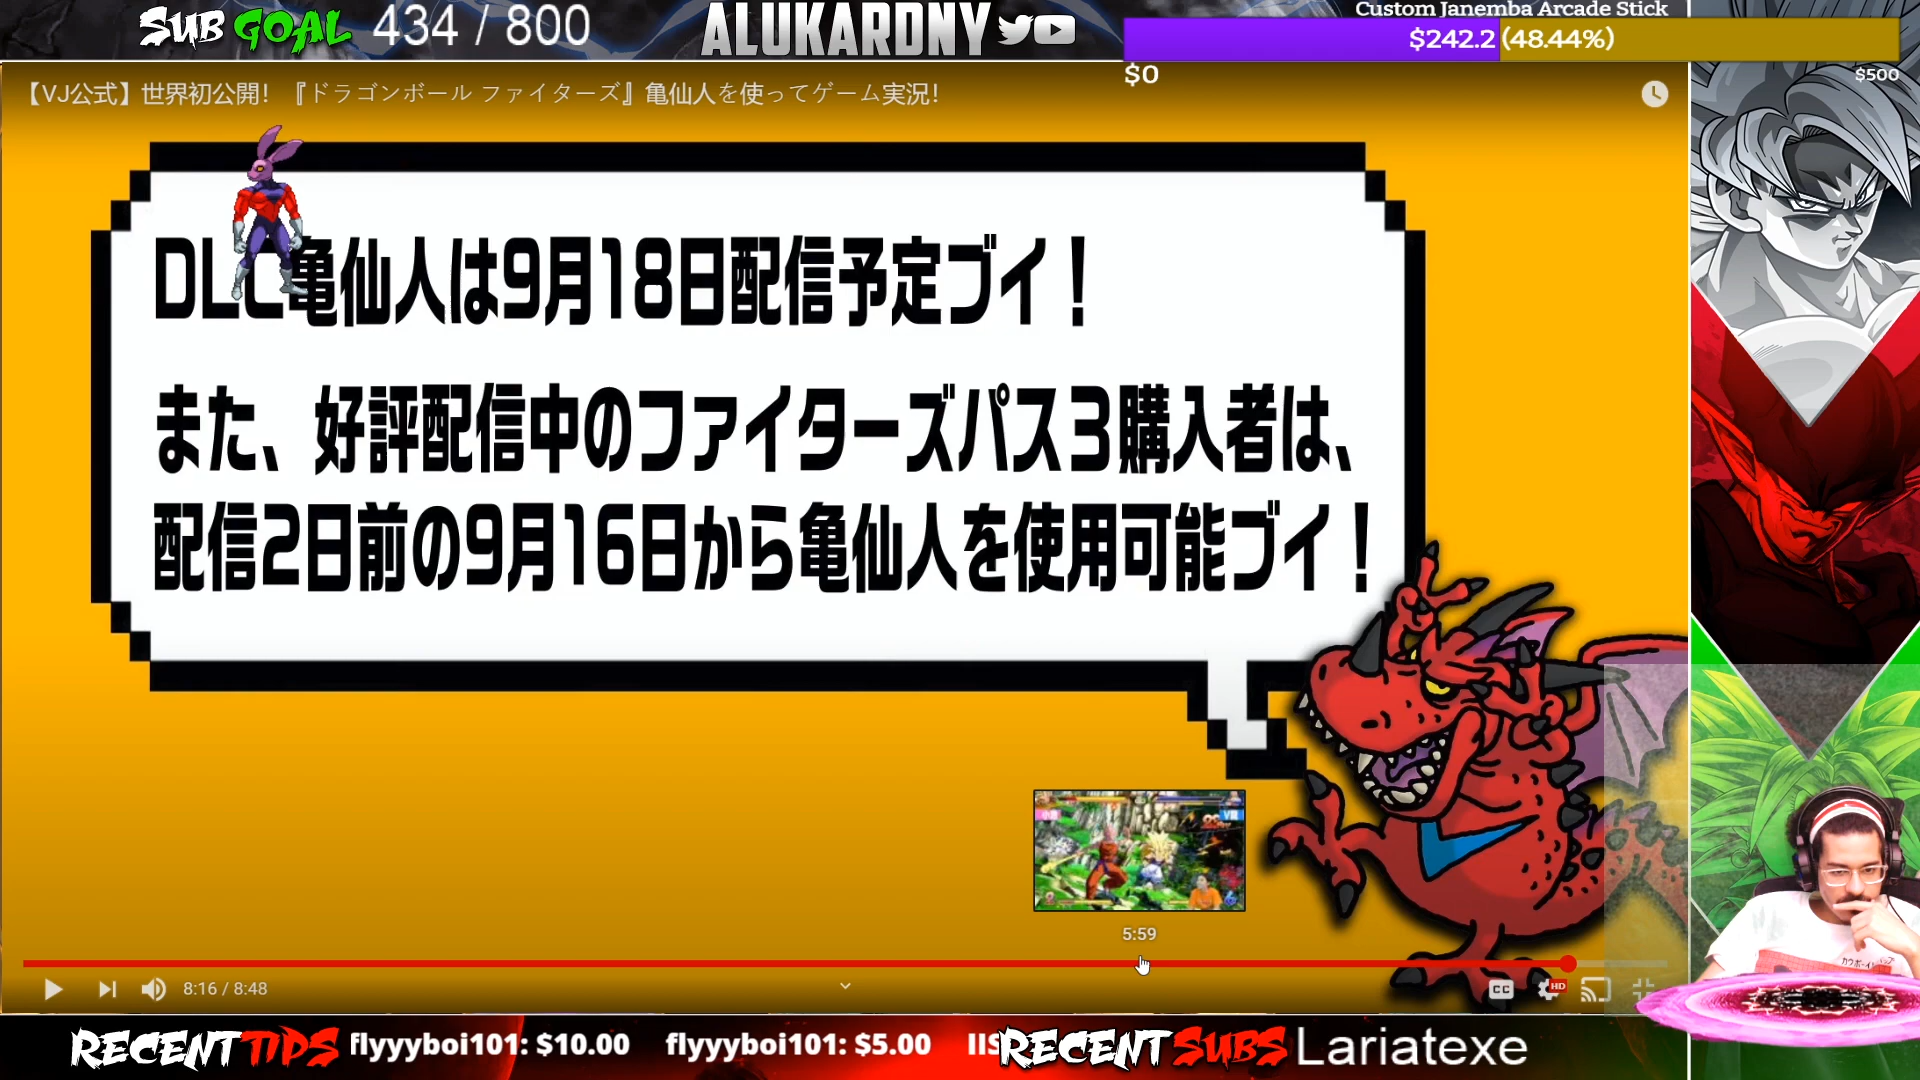 SUB GOAL 434 / 800
ALUKARDNY
Custom Janemba Arcade Stick
$242.2 (48.44%)
$0
$500
【VJ公式】世界初公開！『ドラゴンボール ファイターズ』亀仙人を使ってゲーム実況！
DLC亀仙人は9月18日配信予定ブイ！
また、好評配信中のファイターズパス3購入者は、
配信2日前の9月16日から亀仙人を使用可能ブイ！
5:59
8:16 / 8:48
CC
HD
RECENT TIPS flyyyboi101: $10.00 flyyyboi101: $5.00 IIS
RECENT SUBS Lariatexe